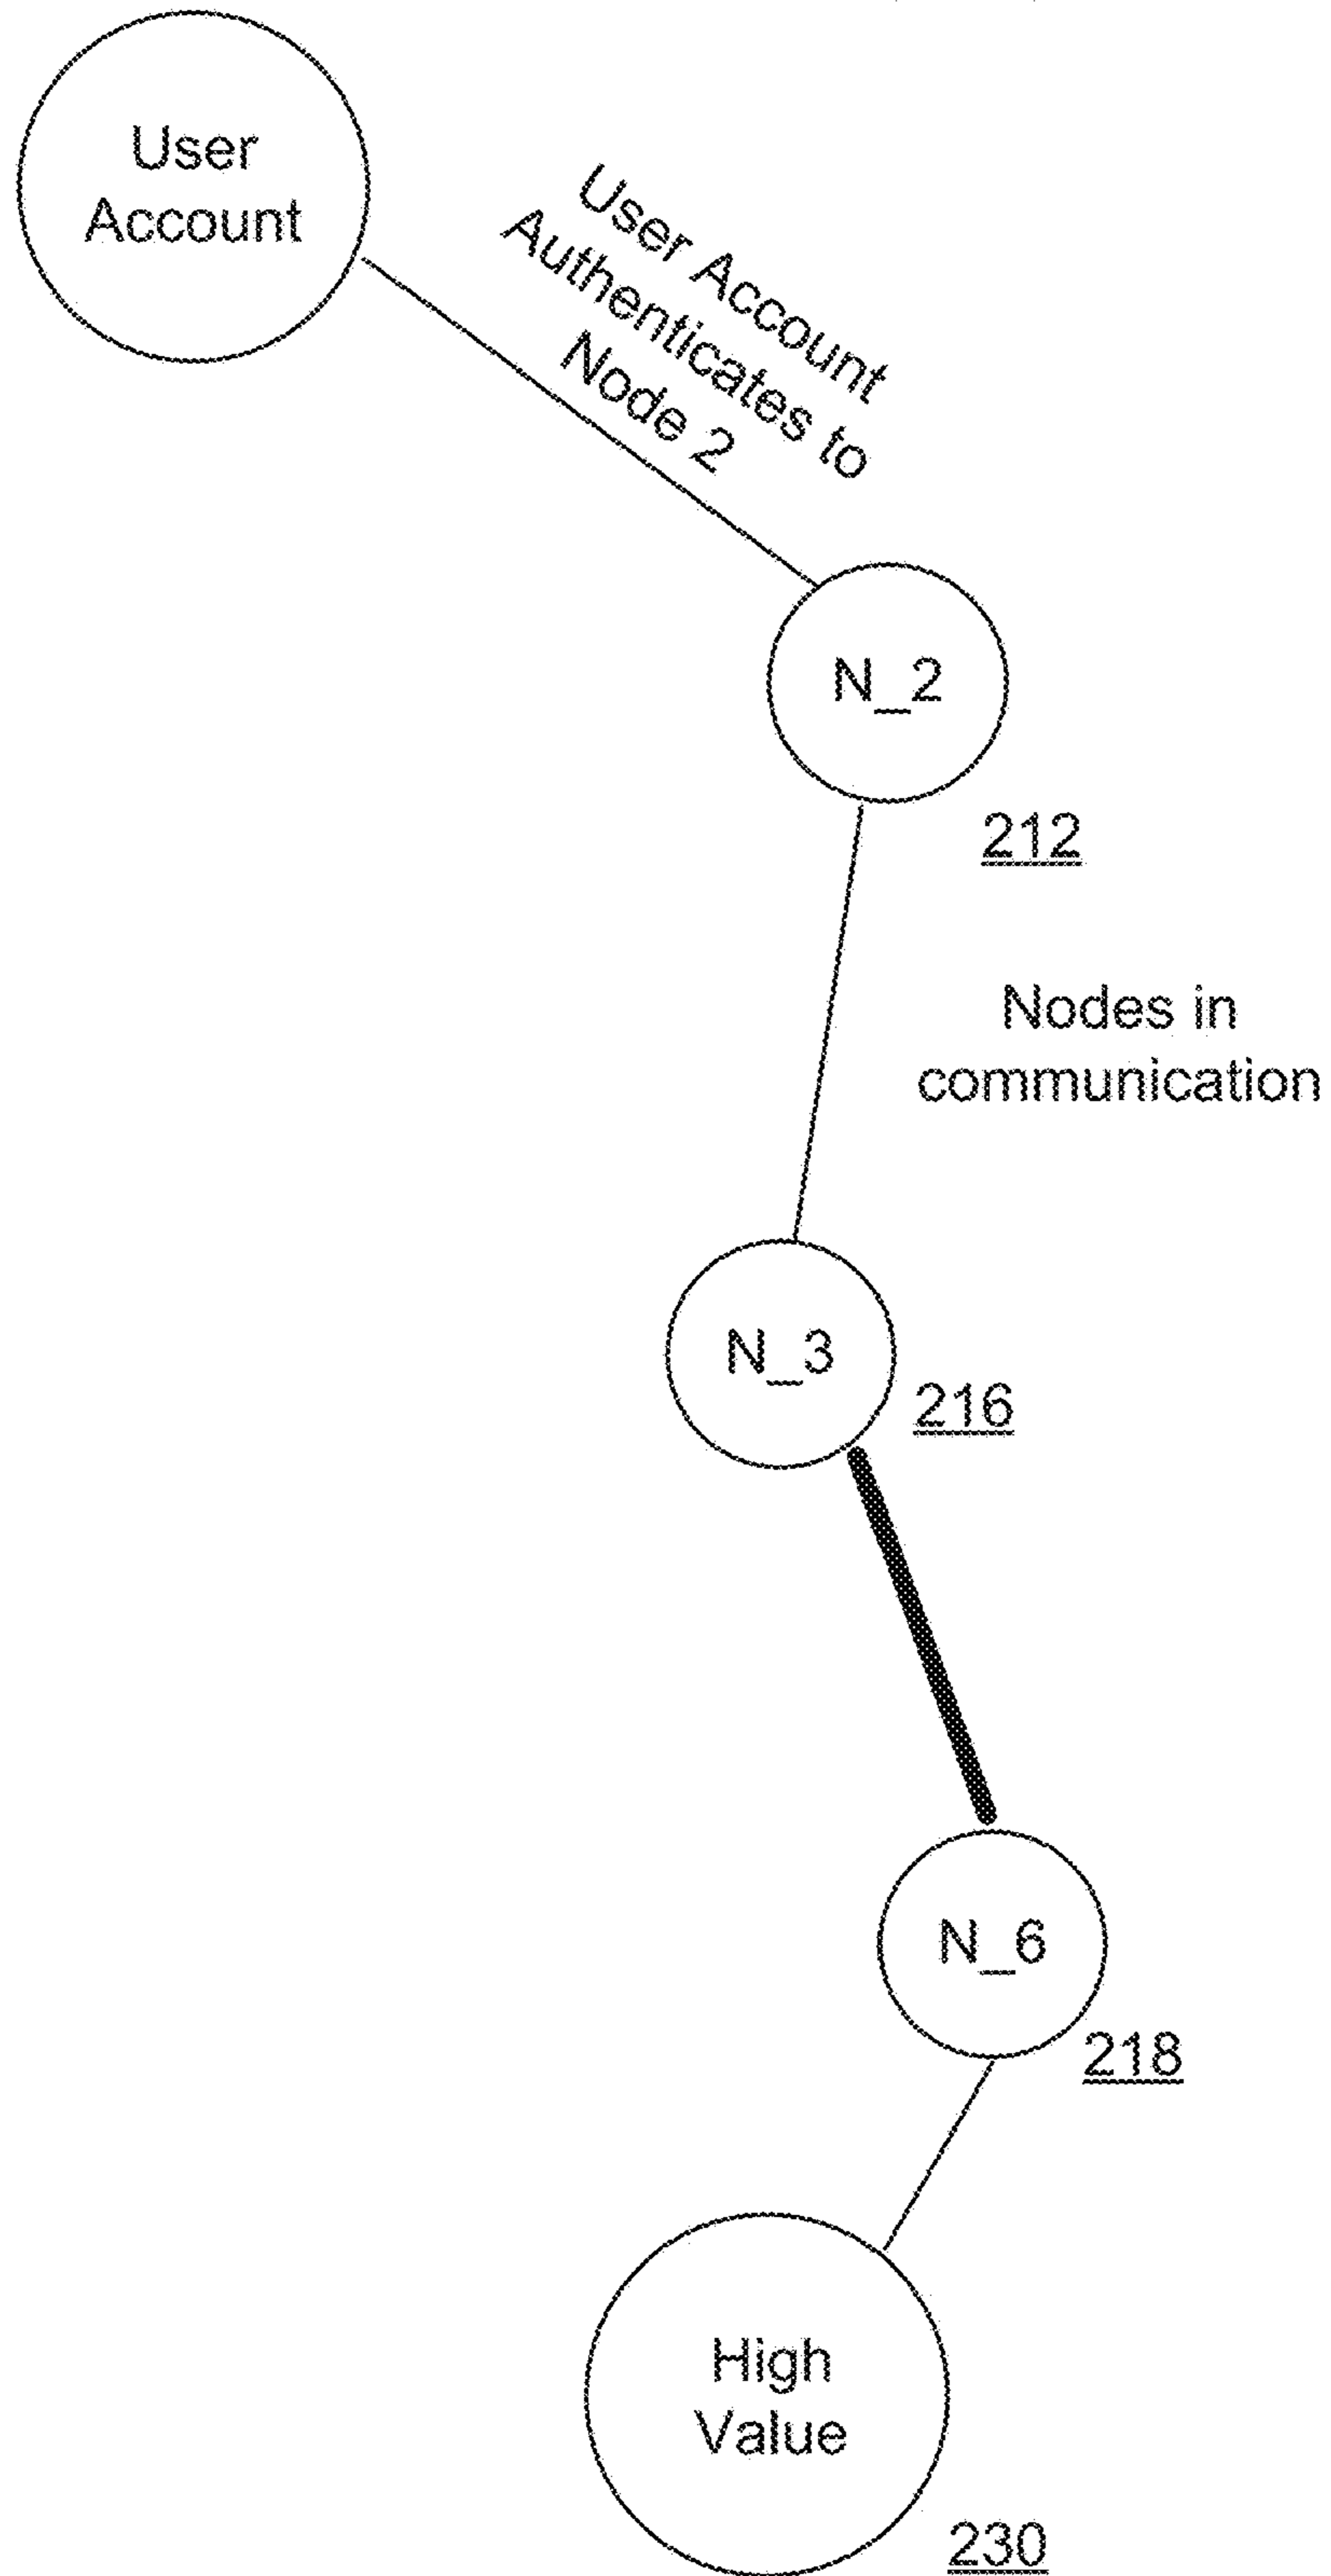 User
Account
User Account
Authenticates to
Node 2
N_2
212
Nodes in
communication
N_3
216
N_6
218
High
Value
230